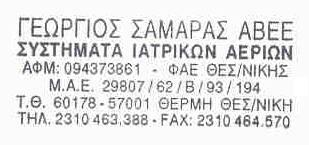 ΓΕΩΡΓΙΟΣ ΣΑΜΑΡΑΣ ΑΒΕΕ
ΣΥΣΤΗΜΑΤΑ ΙΑΤΡΙΚΩΝ ΑΕΡΙΩΝ
ΑΦΜ: 094373861 - ΦΑΕ ΘΕΣ/ΝΙΚΗΣ
Μ.Α.Ε. 29807/62/Β/93/194
Τ.Θ. 60178 - 57001 ΘΕΡΜΗ ΘΕΣ/ΝΙΚΗ
ΤΗΛ. 2310 463.388 - FAX: 2310 464.570